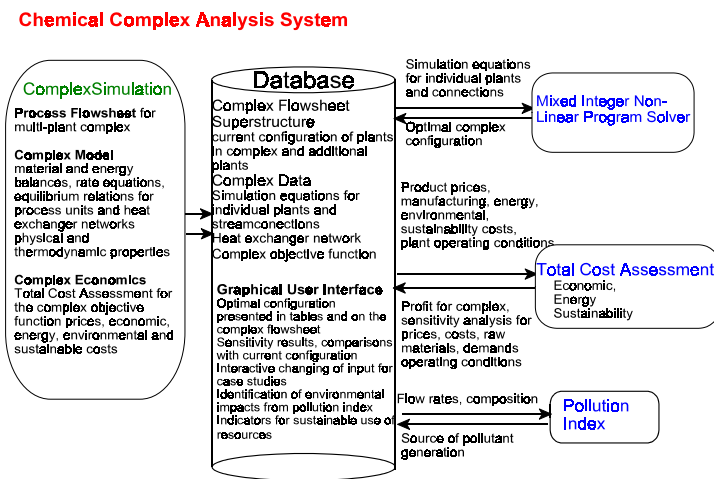 Chemical Complex Analysis System
ComplexSimulation
Process Flowsheet for
multi-plant complex
Complex Model
material and energy
balances, rate equations,
equilibrium relations for
process units and heat
exchanger networks
physical and
thermodynamic properties
Complex Economics
Total Cost Assessment for
the complex objective
function prices, economic,
energy, environmental and
sustainable costs
Database
Complex Flowsheet
Superstructure
current configuration of plants
in complex and additional
plants
Complex Data
Simulation equations for
individual plants and
streamconections
Heat exchanger network
Complex objective function
Graphical User Interface
Optimal configuration
presented in tables and on the
complex flowsheet
Sensitivity results, comparisons
with current configuration
Interactive changing of input for
case studies
Identification of environmental
impacts from pollution index
Indicators for sustainable use of
resources
Simulation equations
for individual plants
and connections
Optimal complex
configuration
Mixed Integer Non-
Linear Program Solver
Product prices,
manufacturing, energy,
environmental,
sustainability costs,
plant operating conditions
Total Cost Assessment
Economic,
Energy
Sustainability
Profit for complex,
sensitivity analysis for
prices, costs, raw
materials, demands
operating conditions
Flow rates, composition
Source of pollutant
generation
Pollution
Index